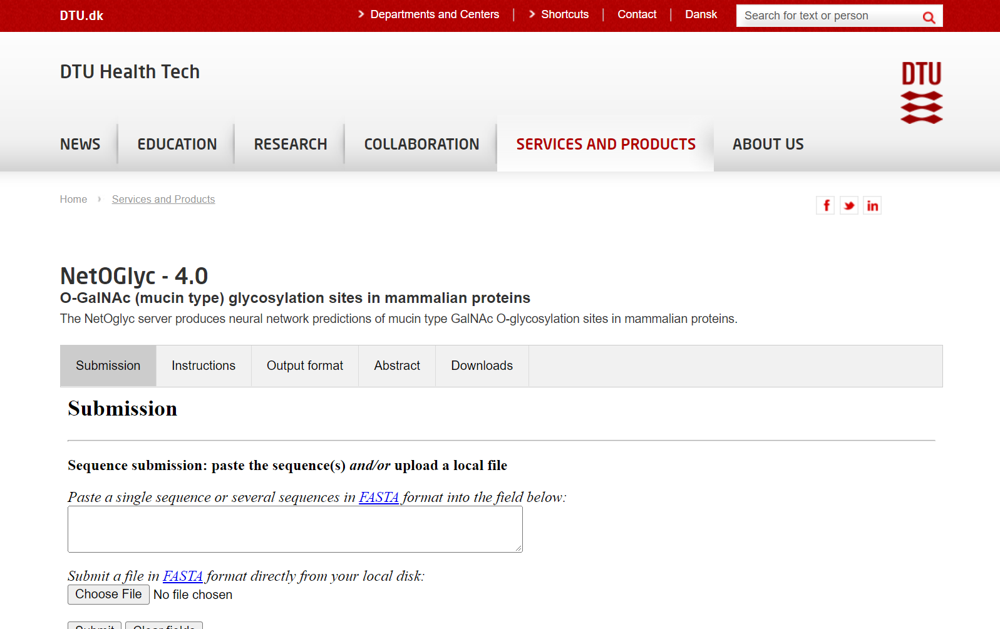 DTU.dk
Departments and Centers
Shortcuts
Contact
Dansk
Search for text or person
DTU Health Tech
DTU
NEWS
EDUCATION
RESEARCH
COLLABORATION
SERVICES AND PRODUCTS
ABOUT US
Home
Services and Products
f
in
NetOGlyc - 4.0
O-GalNAc (mucin type) glycosylation sites in mammalian proteins
The NetOglyc server produces neural network predictions of mucin type GalNAc O-glycosylation sites in mammalian proteins.
Submission
Instructions
Output format
Abstract
Downloads
Submission
Sequence submission: paste the sequence(s) and/or upload a local file
Paste a single sequence or several sequences in FASTA format into the field below:
Submit a file in FASTA format directly from your local disk:
Choose File No file chosen
Submit
Clear fields